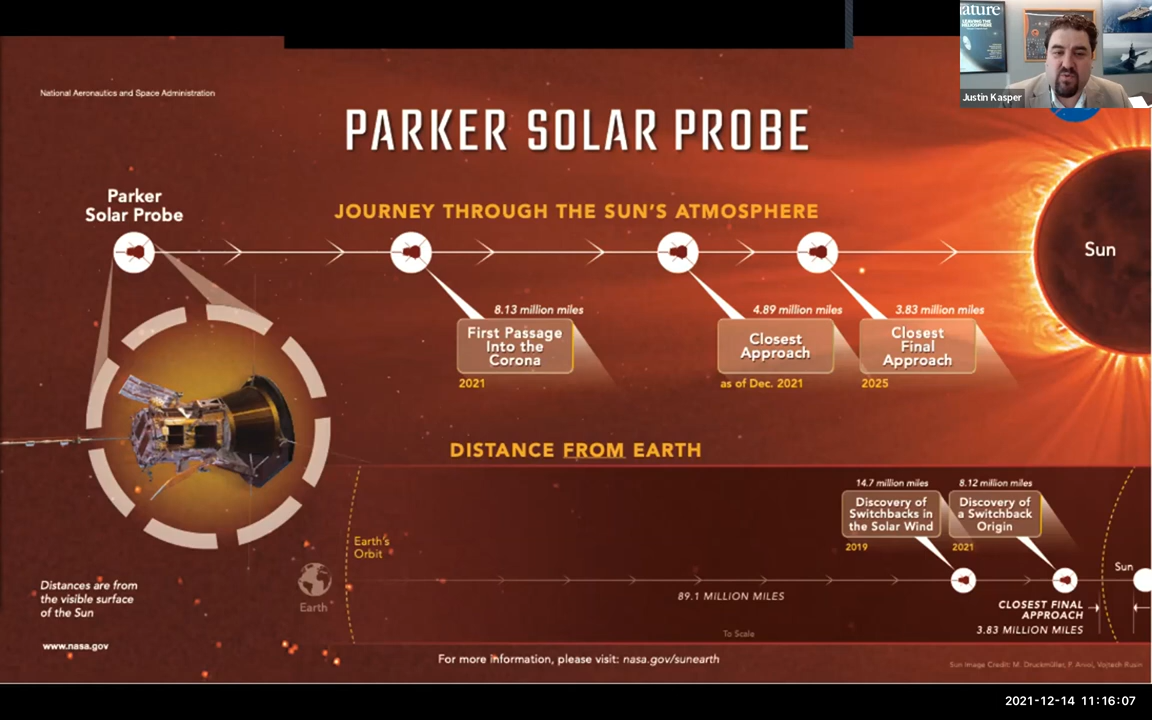 ature
LEAVING THE
HELIOSPHERE
Justin Kasper
National Aeronautics and Space Administration
PARKER SOLAR PROBE
JOURNEY THROUGH THE SUN'S ATMOSPHERE
Parker
Solar Probe
Sun
8.13 million miles
First Passage
Into the
Corona
2021
4.89 million miles
Closest
Approach
as of Dec. 2021
3.83 million miles
Closest
Final
Approach
2025
DISTANCE FROM EARTH
Earth's
Orbit
Earth
14.7 million miles
Discovery of
Switchbacks in
the Solar Wind
2019
8.12 million miles
Discovery of
a Switchback
Origin
2021
Sun
89.1 MILLION MILES
CLOSEST FINAL
APPROACH
3.83 MILLION MILES
To Scale
Distances are from
the visible surface
of the Sun
www.nasa.gov
For more information, please visit: nasa.gov/sunearth
Sun Image Credit: M. Druckmüller, P. Aniol, Vojtech Rusin
2021-12-14 11:16:07